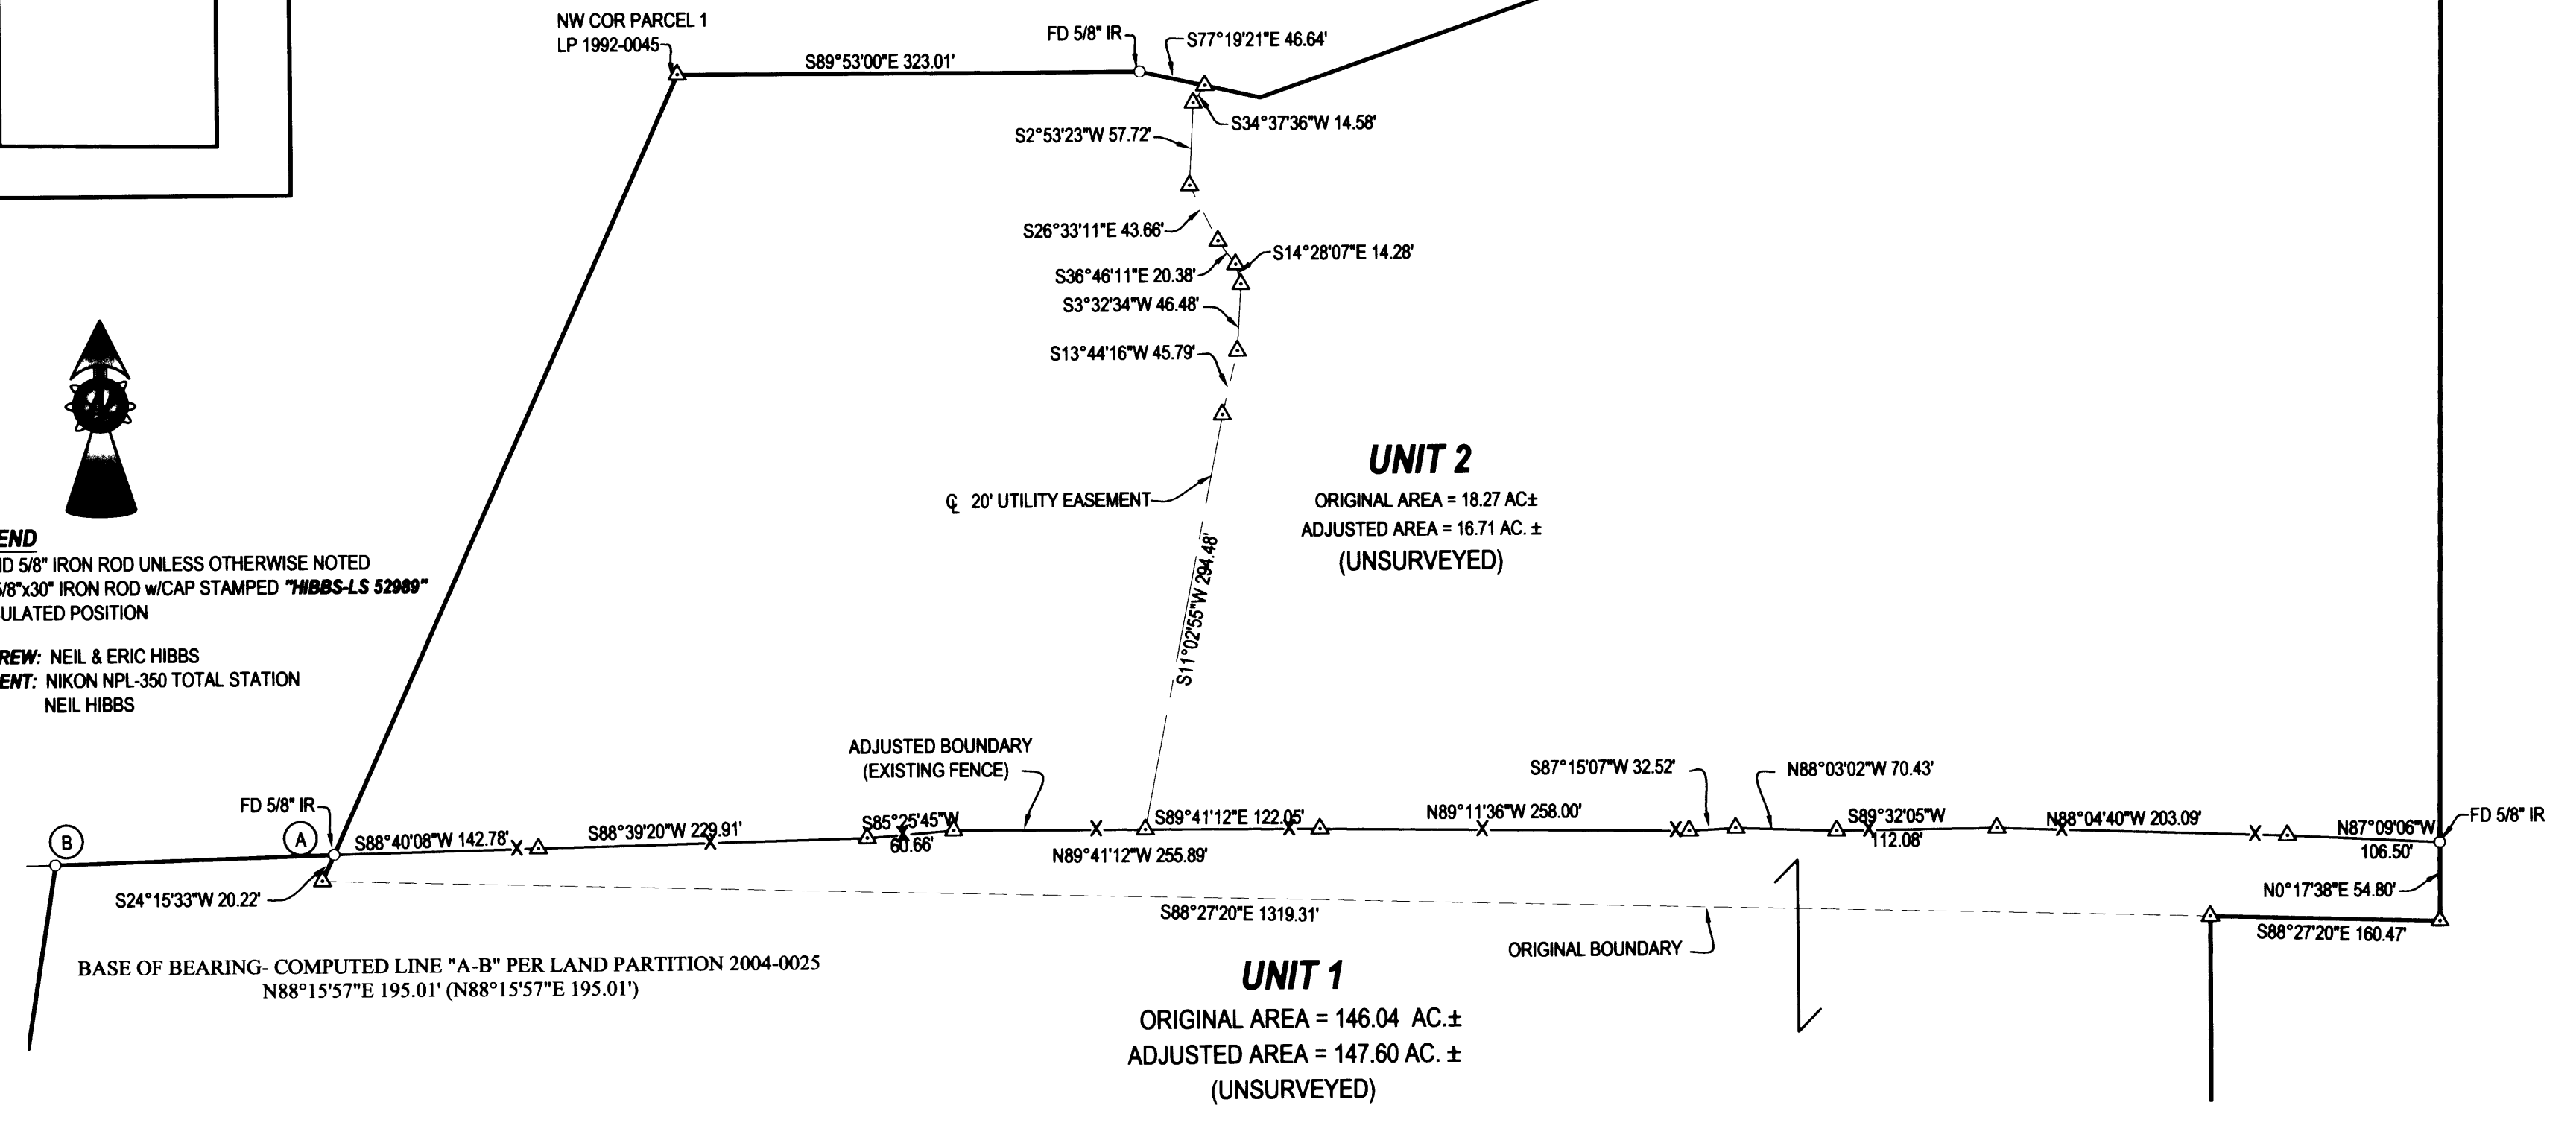 NW COR PARCEL 1
LP 1992-0045
S89°53'00"E 323.01'
FD 5/8" IR
S77°19'21"E 46.64'
S34°37'36"W 14.58'
S2°53'23"W 57.72'
S26°33'11"E 43.66'
S14°28'07"E 14.28'
S36°46'11"E 20.38'
S3°32'34"W 46.48'
S13°44'16"W 45.79'
℄ 20' UTILITY EASEMENT
S11°02'55"W 294.48'
UNIT 2
ORIGINAL AREA = 18.27 AC±
ADJUSTED AREA = 16.71 AC. ±
(UNSURVEYED)
END
ND 5/8" IRON ROD UNLESS OTHERWISE NOTED
5/8"x30" IRON ROD w/CAP STAMPED "HIBBS-LS 52989"
ULATED POSITION
REW: NEIL & ERIC HIBBS
ENT: NIKON NPL-350 TOTAL STATION
NEIL HIBBS
ADJUSTED BOUNDARY
(EXISTING FENCE)
FD 5/8" IR
B
A
S88°40'08"W 142.78'
S88°39'20"W 229.91'
S85°25'45"W
60.66'
S89°41'12"E 122.05'
N89°41'12"W 255.89'
N89°11'36"W 258.00'
S87°15'07"W 32.52'
N88°03'02"W 70.43'
S89°32'05"W
112.08'
N88°04'40"W 203.09'
N87°09'06"W
106.50'
FD 5/8" IR
N0°17'38"E 54.80'
S24°15'33"W 20.22'
S88°27'20"E 1319.31'
S88°27'20"E 160.47'
ORIGINAL BOUNDARY
BASE OF BEARING- COMPUTED LINE "A-B" PER LAND PARTITION 2004-0025
N88°15'57"E 195.01' (N88°15'57"E 195.01')
UNIT 1
ORIGINAL AREA = 146.04 AC.±
ADJUSTED AREA = 147.60 AC. ±
(UNSURVEYED)